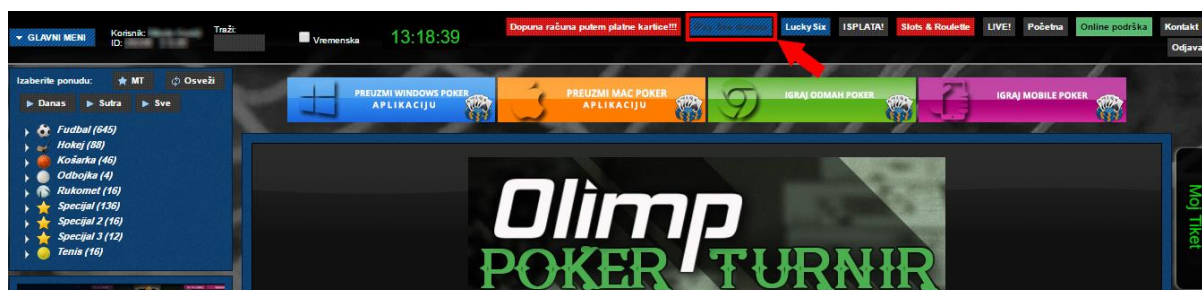 GLAVNI MENI
Korisnik:
ID:
Traži:
Vremenska
13:18:39
Dopuna računa putem platne kartice!!!
Lucky Six
ISPLATA!
Slots & Roulette
LIVE!
Početna
Online podrška
Kontakt
Odjava
Izaberite ponudu:
MT
Osveži
Danas
Sutra
Sve
Fudbal (645)
Hokej (88)
Košarka (46)
Odbojka (4)
Rukomet (16)
Specijal (136)
Specijal 2 (16)
Specijal 3 (12)
Tenis (16)
PREUZMI WINDOWS POKER
APLIKACIJU
PREUZMI MAC POKER
APLIKACIJU
IGRAJ ODMAH POKER
IGRAJ MOBILE POKER
Olimp
POKER TURNIR
Moj Tiket